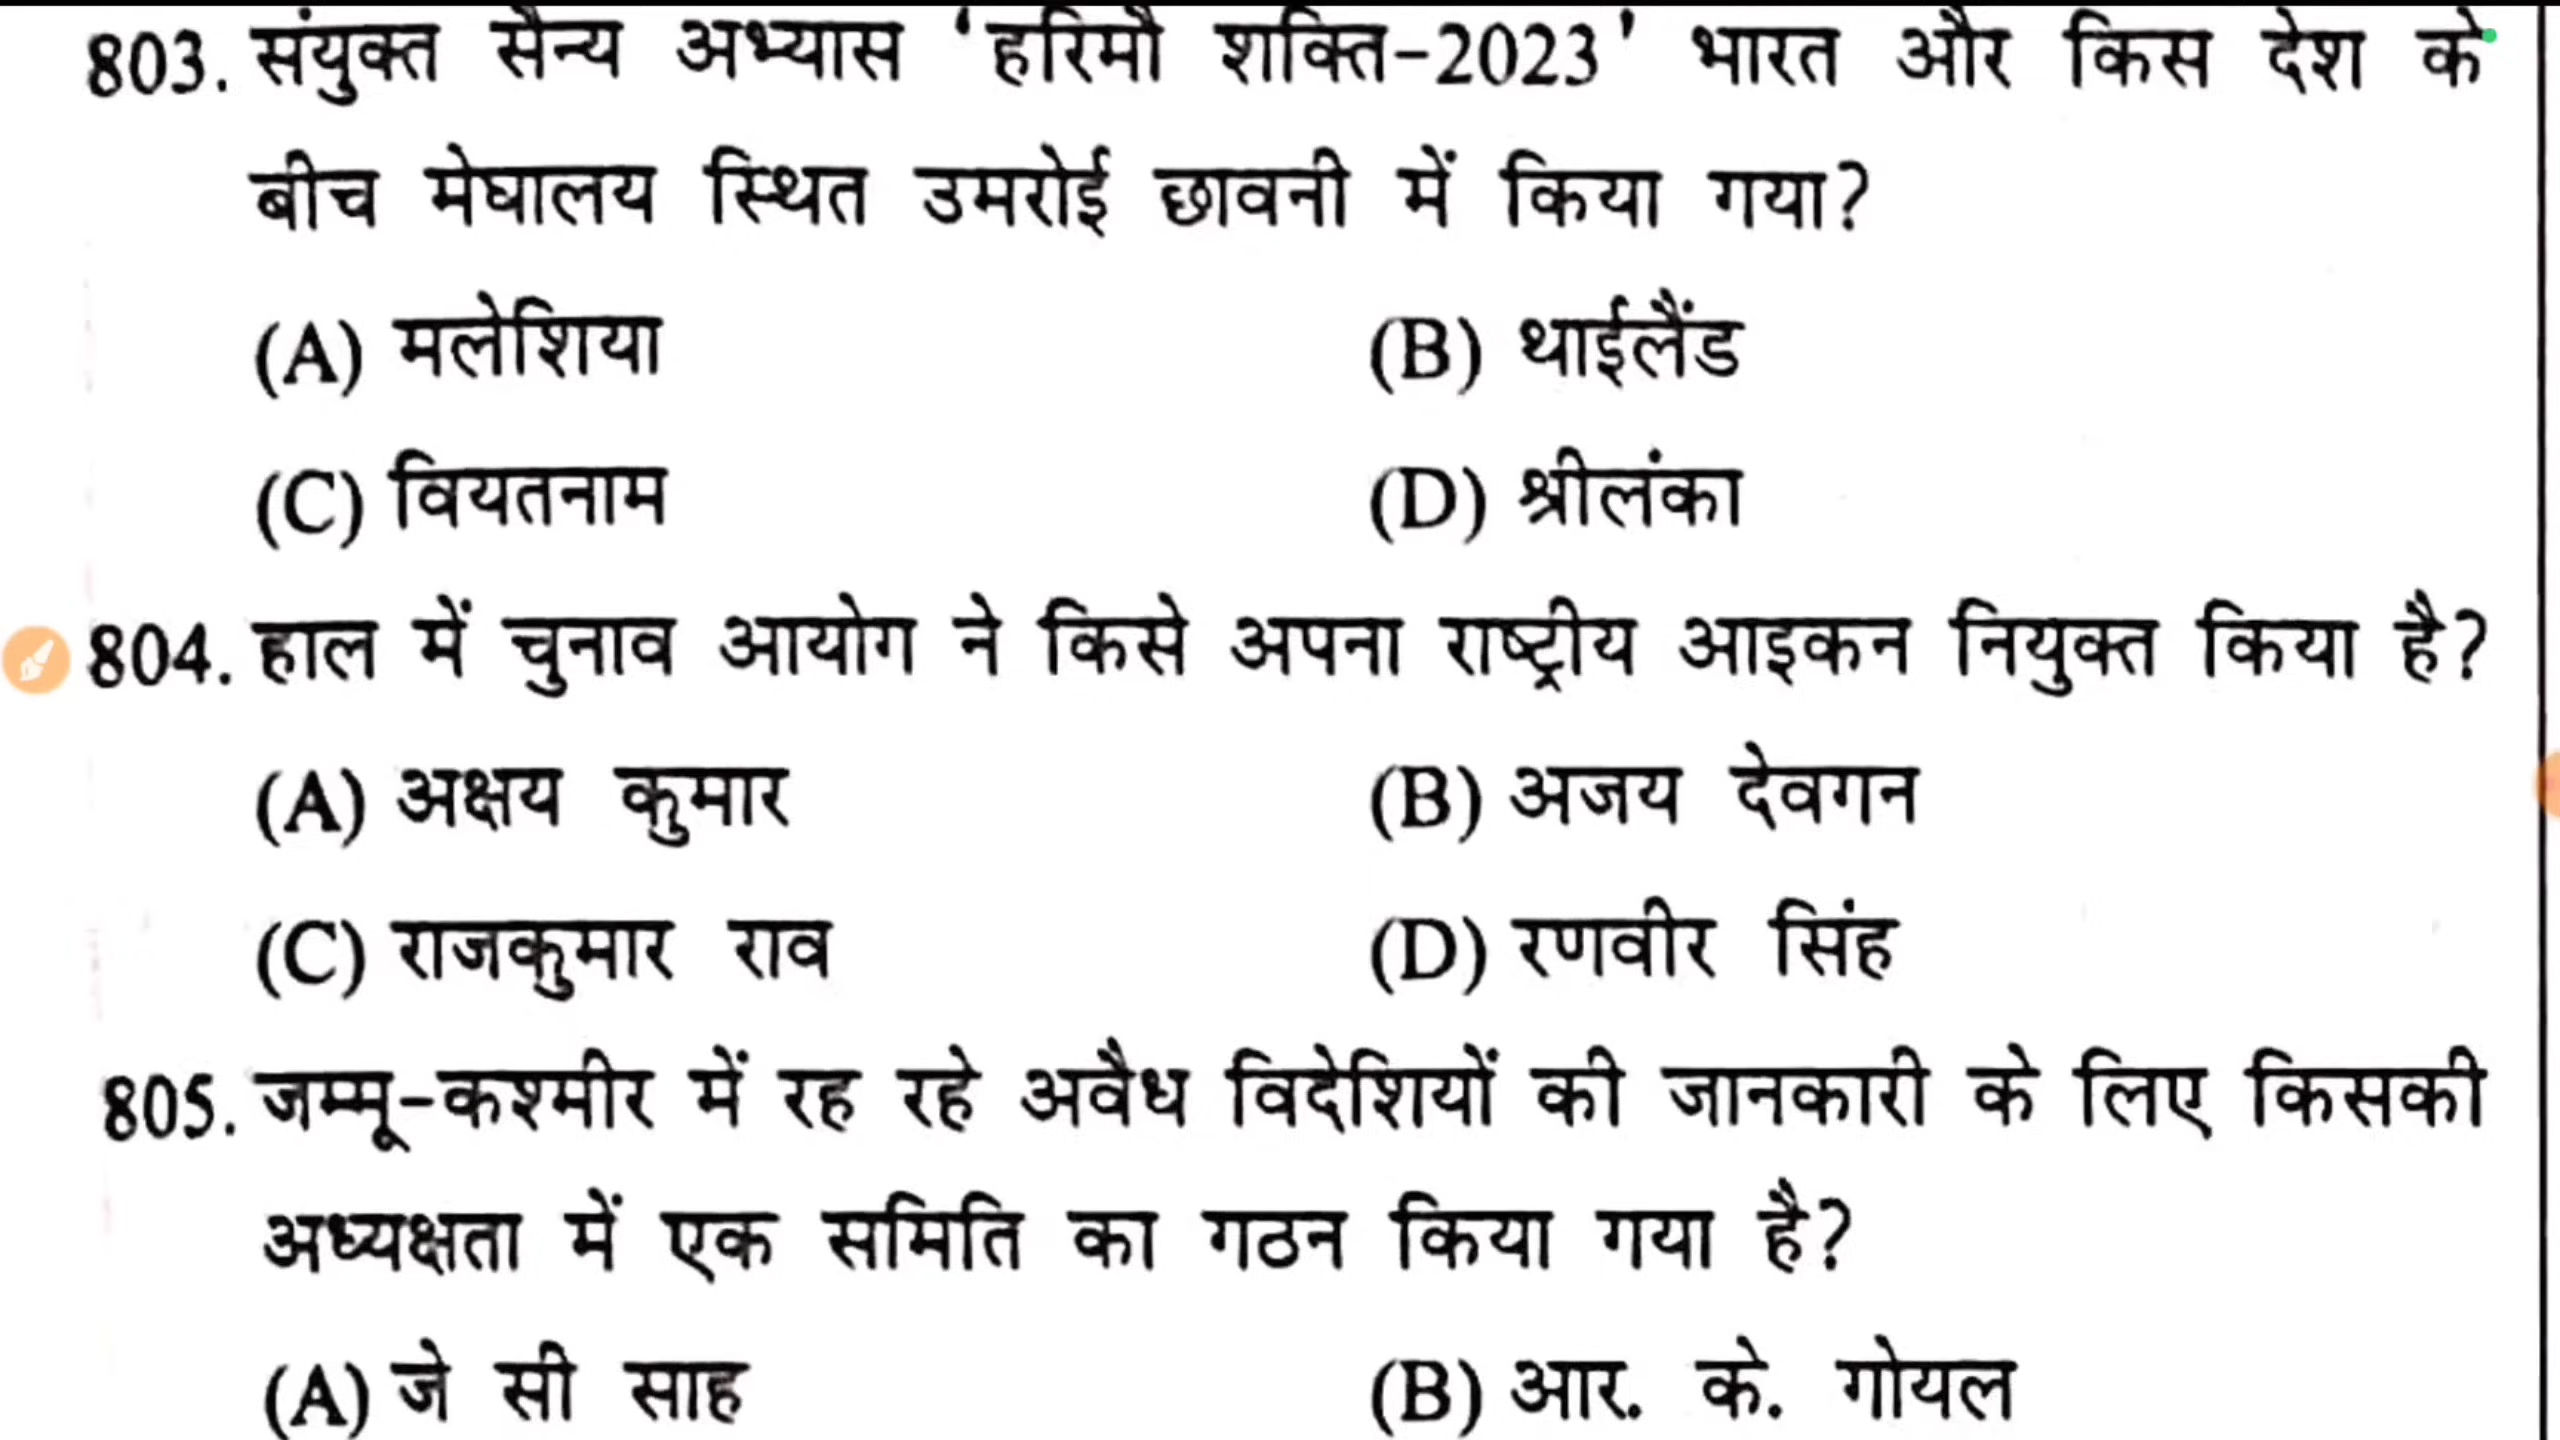 803. संयुक्त सैन्य अभ्यास ‘हरिमौ शक्ति-2023’ भारत और किस देश के
बीच मेघालय स्थित उमरोई छावनी में किया गया?
(A) मलेशिया (B) थाईलैंड
(C) वियतनाम (D) श्रीलंका
804. हाल में चुनाव आयोग ने किसे अपना राष्ट्रीय आइकन नियुक्त किया है?
(A) अक्षय कुमार (B) अजय देवगन
(C) राजकुमार राव (D) रणवीर सिंह
805. जम्मू-कश्मीर में रह रहे अवैध विदेशियों की जानकारी के लिए किसकी
अध्यक्षता में एक समिति का गठन किया गया है?
(A) जे सी साह (B) आर. के. गोयल